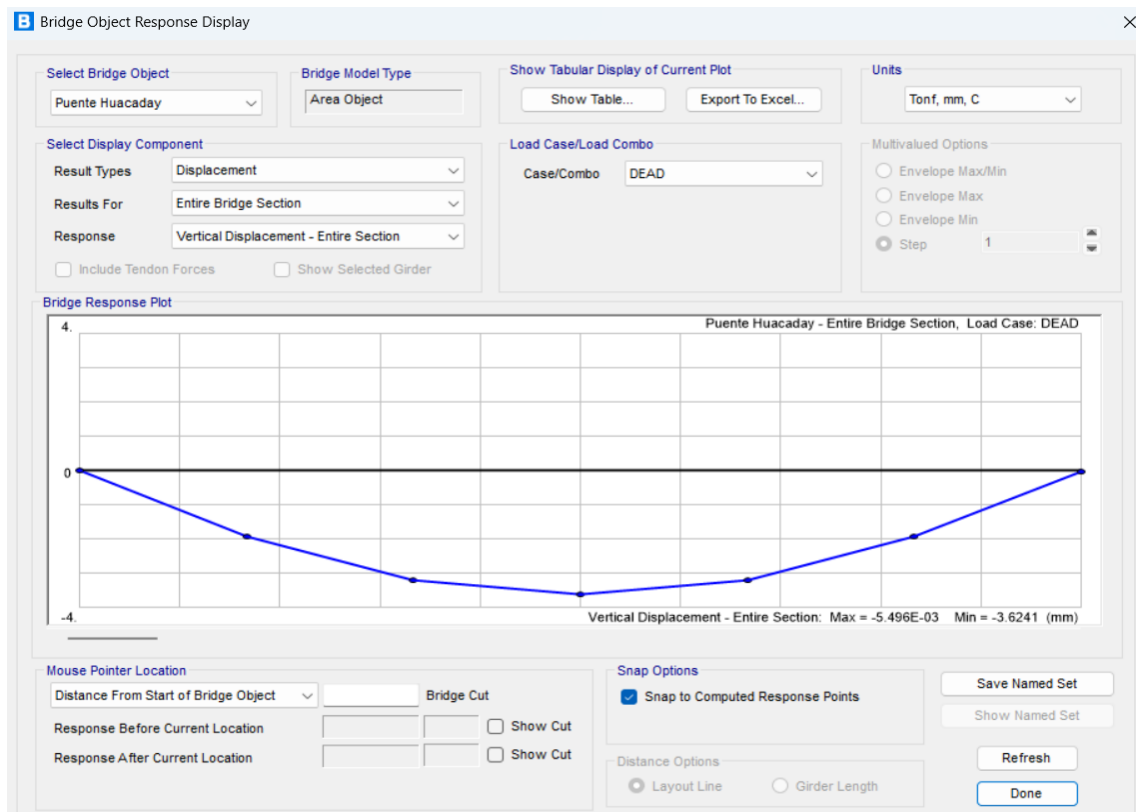 B Bridge Object Response Display
Select Bridge Object
Puente Huacaday
Bridge Model Type
Area Object
Show Tabular Display of Current Plot
Show Table...
Export To Excel...
Units
Tonf, mm, C
Select Display Component
Result Types
Displacement
Results For
Entire Bridge Section
Response
Vertical Displacement - Entire Section
Include Tendon Forces
Show Selected Girder
Load Case/Load Combo
Case/Combo
DEAD
Multivalued Options
Envelope Max/Min
Envelope Max
Envelope Min
Step
1
Bridge Response Plot
4.
Puente Huacaday - Entire Bridge Section, Load Case: DEAD
0
-4.
Vertical Displacement - Entire Section: Max = -5.496E-03 Min = -3.6241 (mm)
Mouse Pointer Location
Distance From Start of Bridge Object
Bridge Cut
Response Before Current Location
Show Cut
Response After Current Location
Show Cut
Snap Options
Snap to Computed Response Points
Distance Options
Layout Line
Girder Length
Save Named Set
Show Named Set
Refresh
Done